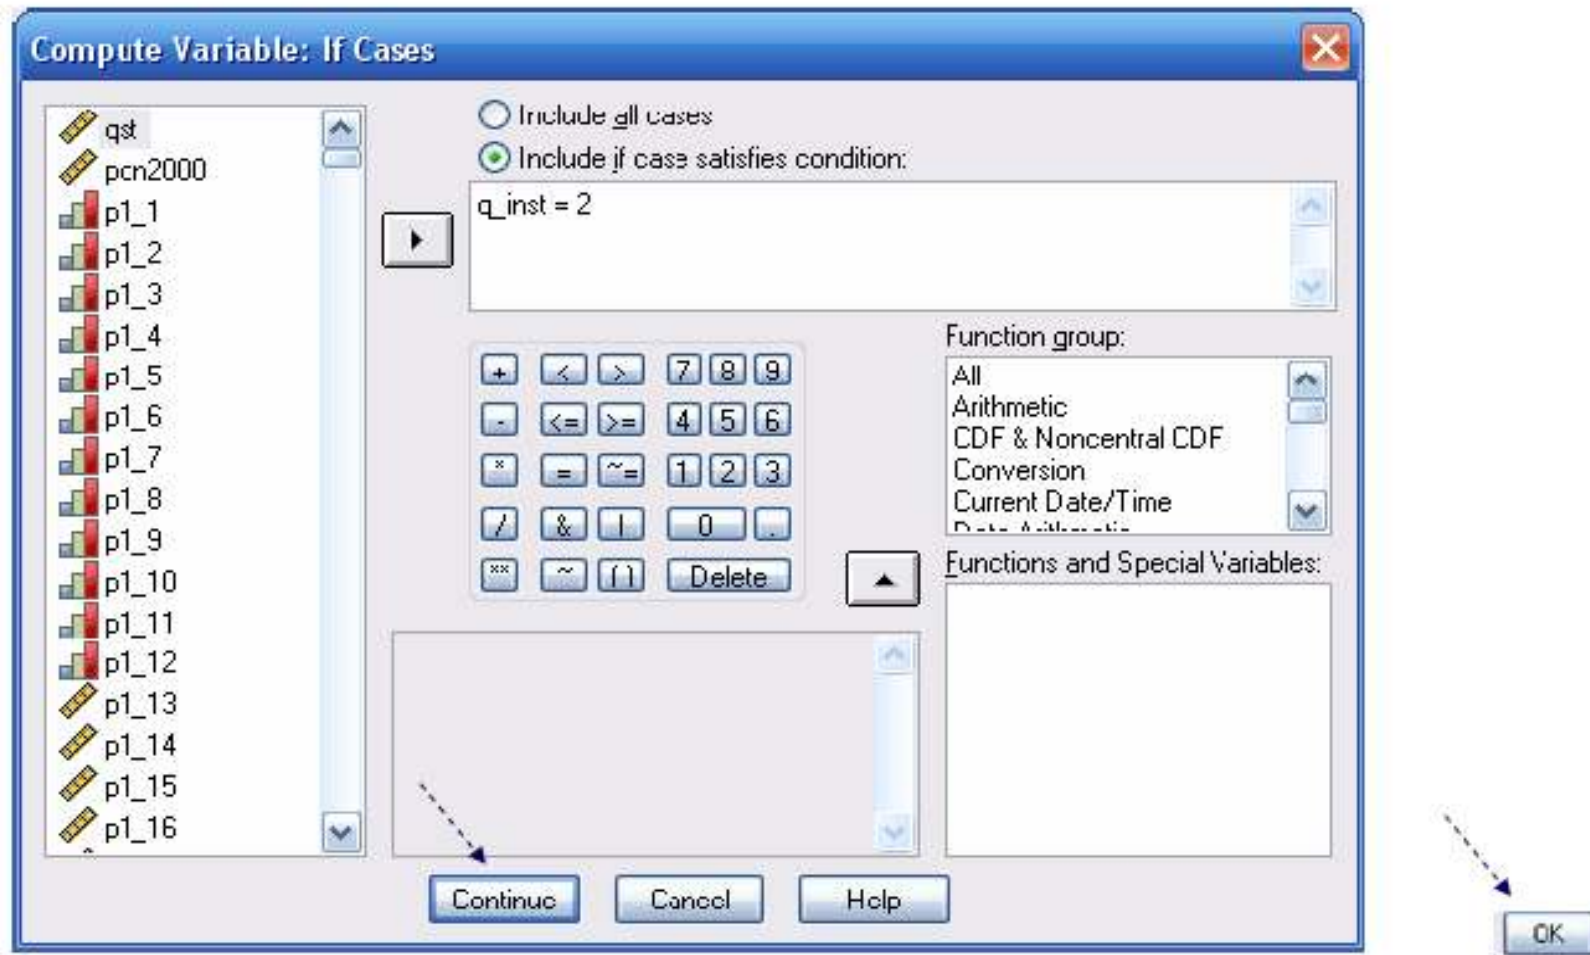 Compute Variable: If Cases
qst
pcn2000
p1_1
p1_2
p1_3
p1_4
p1_5
p1_6
p1_7
p1_8
p1_9
p1_10
p1_11
p1_12
p1_13
p1_14
p1_15
p1_16
Include all cases
Include if case satisfies condition:
q_inst = 2
+ < > 7 8 9
- <= >= 4 5 6
* = ~= 1 2 3
/ & | 0 .
** ~ () Delete
Function group:
All
Arithmetic
CDF & Noncentral CDF
Conversion
Current Date/Time
Date Arithmetic
Functions and Special Variables:
Continue Cancel Help
OK